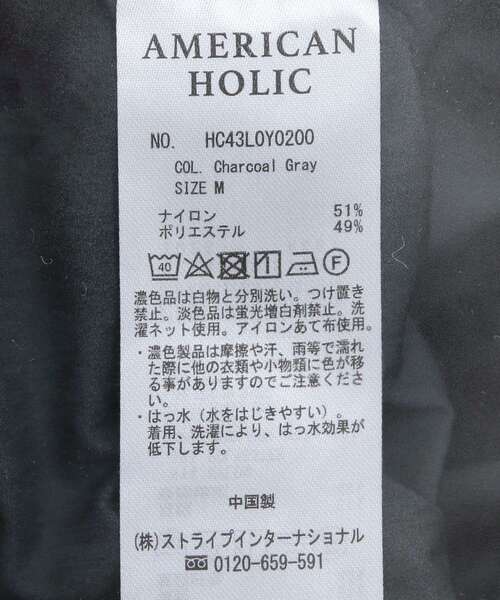 AMERICAN
HOLIC
NO. HC43L0Y0200
COL. Charcoal Gray
SIZE M
ナイロン 51%
ポリエステル 49%
40 F
濃色品は白物と分別洗い。つけ置き
禁止。淡色品は蛍光増白剤禁止。洗
濯ネット使用。アイロンあて布使用。
・濃色製品は摩擦や汗、雨等で濡れ
た際に他の衣類や小物類に色が移
る事がありますのでご注意くださ
い。
・はっ水（水をはじきやすい）。
着用、洗濯により、はっ水効果が
低下します。
中国製
(株)ストライプインターナショナル
0120-659-591